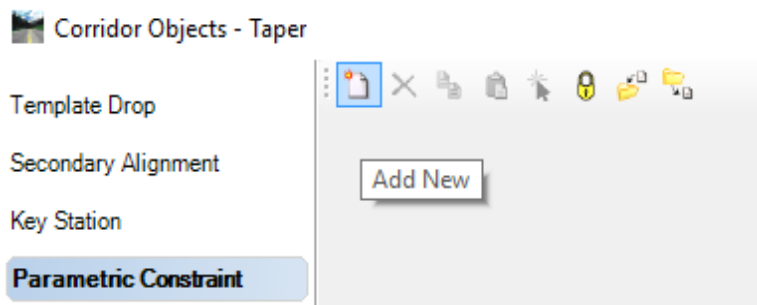 Corridor Objects - Taper
Template Drop
Secondary Alignment
Add New
Key Station
Parametric Constraint